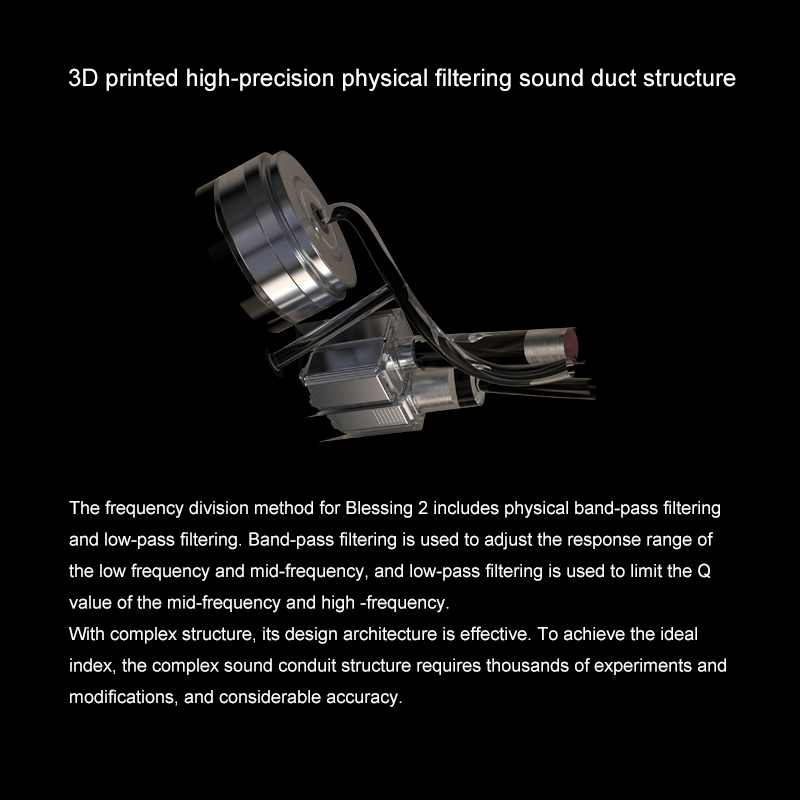 3D printed high-precision physical filtering sound duct structure
The frequency division method for Blessing 2 includes physical band-pass filtering
and low-pass filtering. Band-pass filtering is used to adjust the response range of
the low frequency and mid-frequency, and low-pass filtering is used to limit the Q
value of the mid-frequency and high -frequency.
With complex structure, its design architecture is effective. To achieve the ideal
index, the complex sound conduit structure requires thousands of experiments and
modifications, and considerable accuracy.